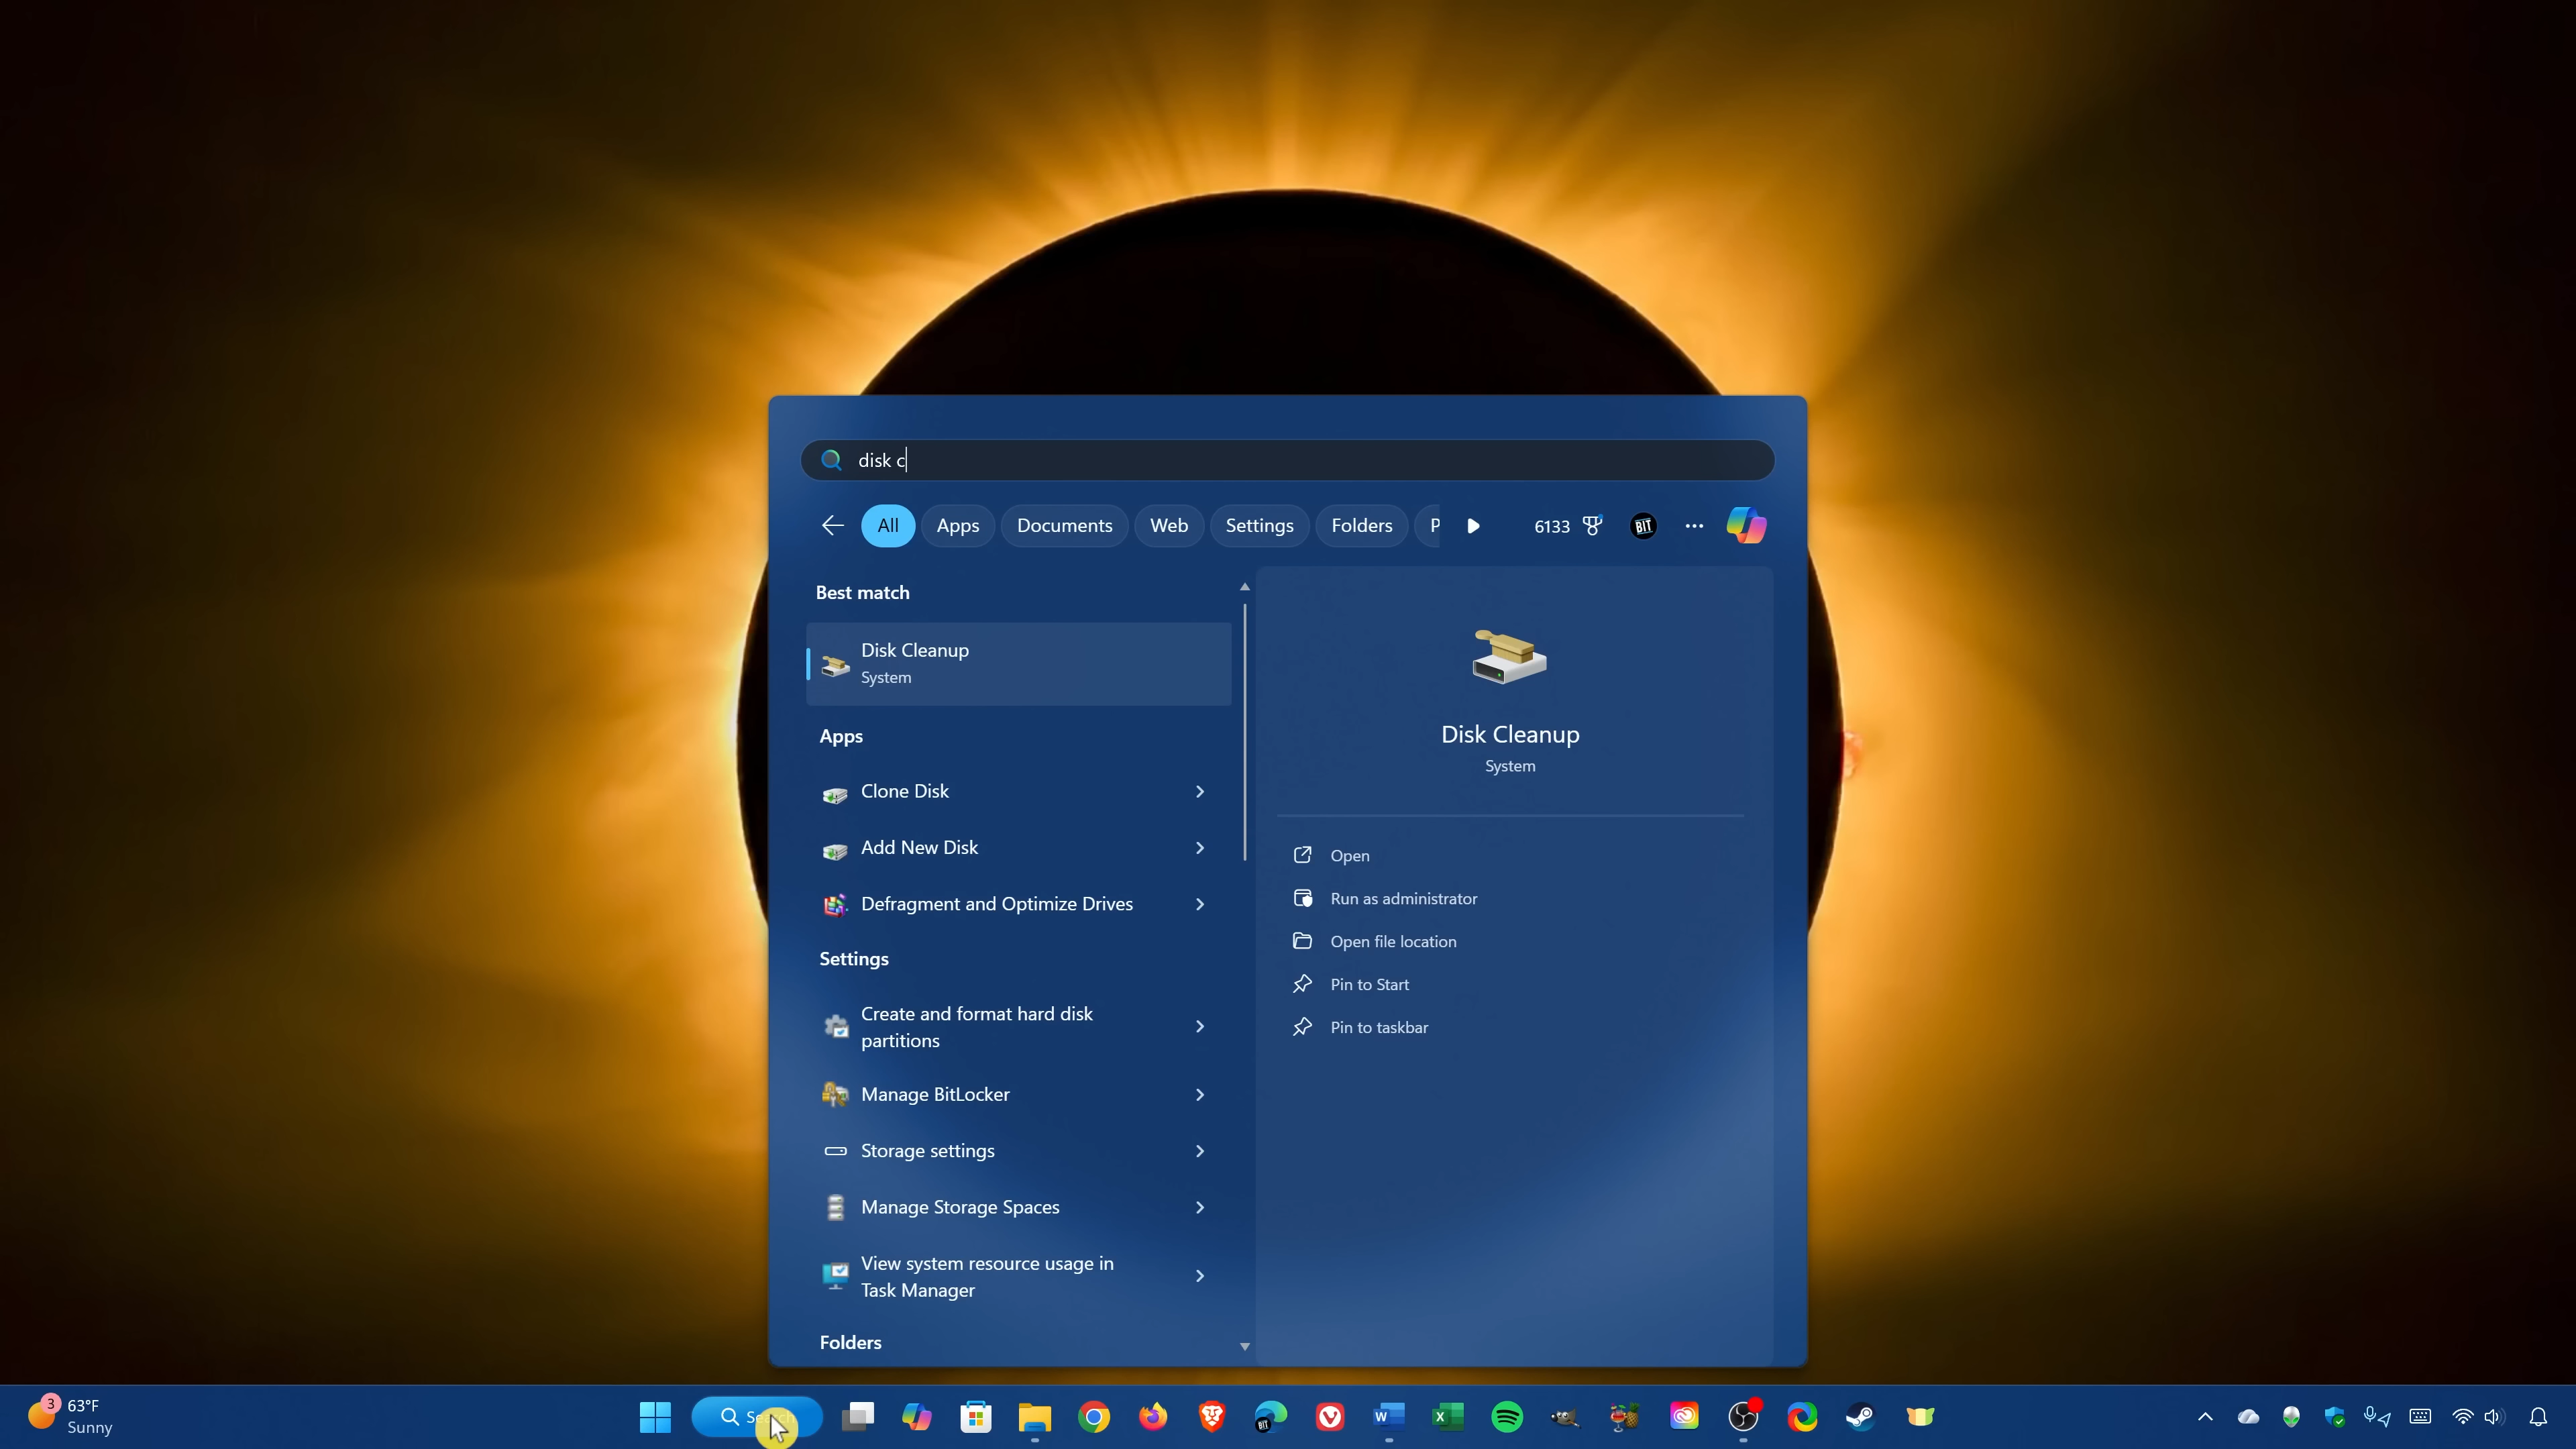 disk c
All
Apps
Documents
Web
Settings
Folders
P
6133
BIT
Best match
Disk Cleanup
System
Apps
Clone Disk
Add New Disk
Defragment and Optimize Drives
Settings
Create and format hard disk
partitions
Manage BitLocker
Storage settings
Manage Storage Spaces
View system resource usage in
Task Manager
Folders
Disk Cleanup
System
Open
Run as administrator
Open file location
Pin to Start
Pin to taskbar
3
63°F
Sunny
BIT
W
X